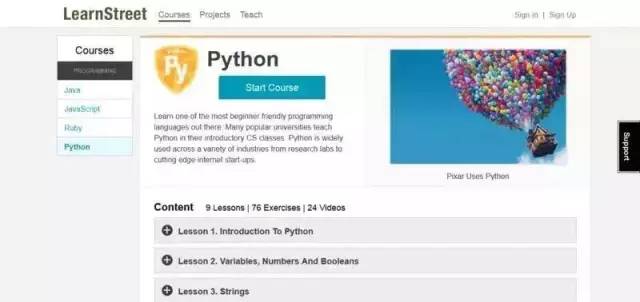 LearnStreet Courses Projects Teach Sign in | Sign Up
Courses
PROGRAMMING
Java
JavaScript
Ruby
Python
Py
Python
Start Course
Learn one of the most beginner friendly programming
languages out there. Many popular universities teach
Python in their introductory CS classes. Python is widely
used across a variety of industries from research labs to
cutting edge internet start-ups.
Pixar Uses Python
Support
Content 9 Lessons | 76 Exercises | 24 Videos
Lesson 1. Introduction To Python
Lesson 2. Variables, Numbers And Booleans
Lesson 3. Strings